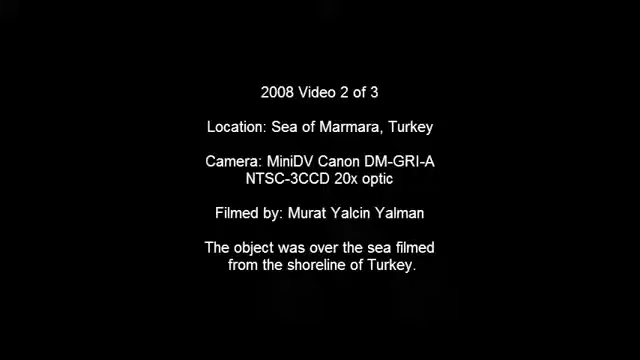 2008 Video 2 of 3
Location: Sea of Marmara, Turkey
Camera: MiniDV Canon DM-GRI-A
NTSC-3CCD 20x optic
Filmed by: Murat Yalcin Yalman
The object was over the sea filmed
from the shoreline of Turkey.